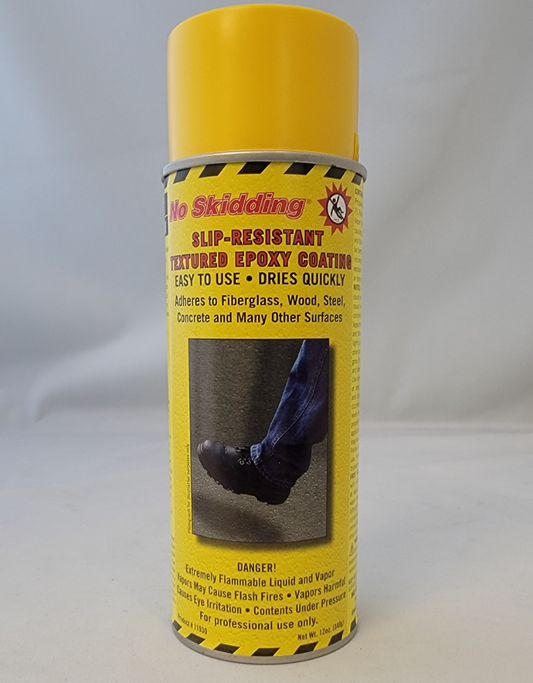 No Skidding®
SLIP-RESISTANT
TEXTURED EPOXY COATING
EASY TO USE • DRIES QUICKLY
Adheres to Fiberglass, Wood, Steel,
Concrete and Many Other Surfaces
DANGER!
Extremely Flammable Liquid and Vapor
Vapors May Cause Flash Fires • Vapors Harmful
Causes Eye Irritation • Contents Under Pressure
For professional use only.
Net Wt. 12oz. (340g)